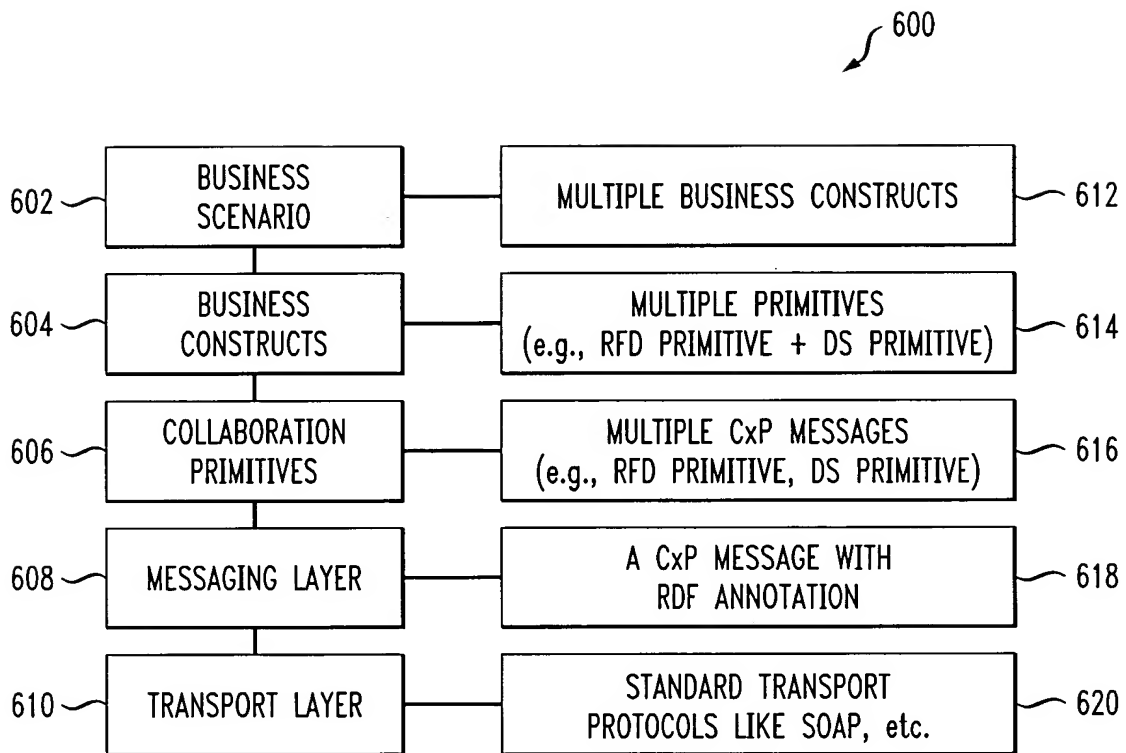 600
602
BUSINESS
SCENARIO
MULTIPLE BUSINESS CONSTRUCTS
612
604
BUSINESS
CONSTRUCTS
MULTIPLE PRIMITIVES
(e.g., RFD PRIMITIVE + DS PRIMITIVE)
614
606
COLLABORATION
PRIMITIVES
MULTIPLE CxP MESSAGES
(e.g., RFD PRIMITIVE, DS PRIMITIVE)
616
608
MESSAGING LAYER
A CxP MESSAGE WITH
RDF ANNOTATION
618
610
TRANSPORT LAYER
STANDARD TRANSPORT
PROTOCOLS LIKE SOAP, etc.
620